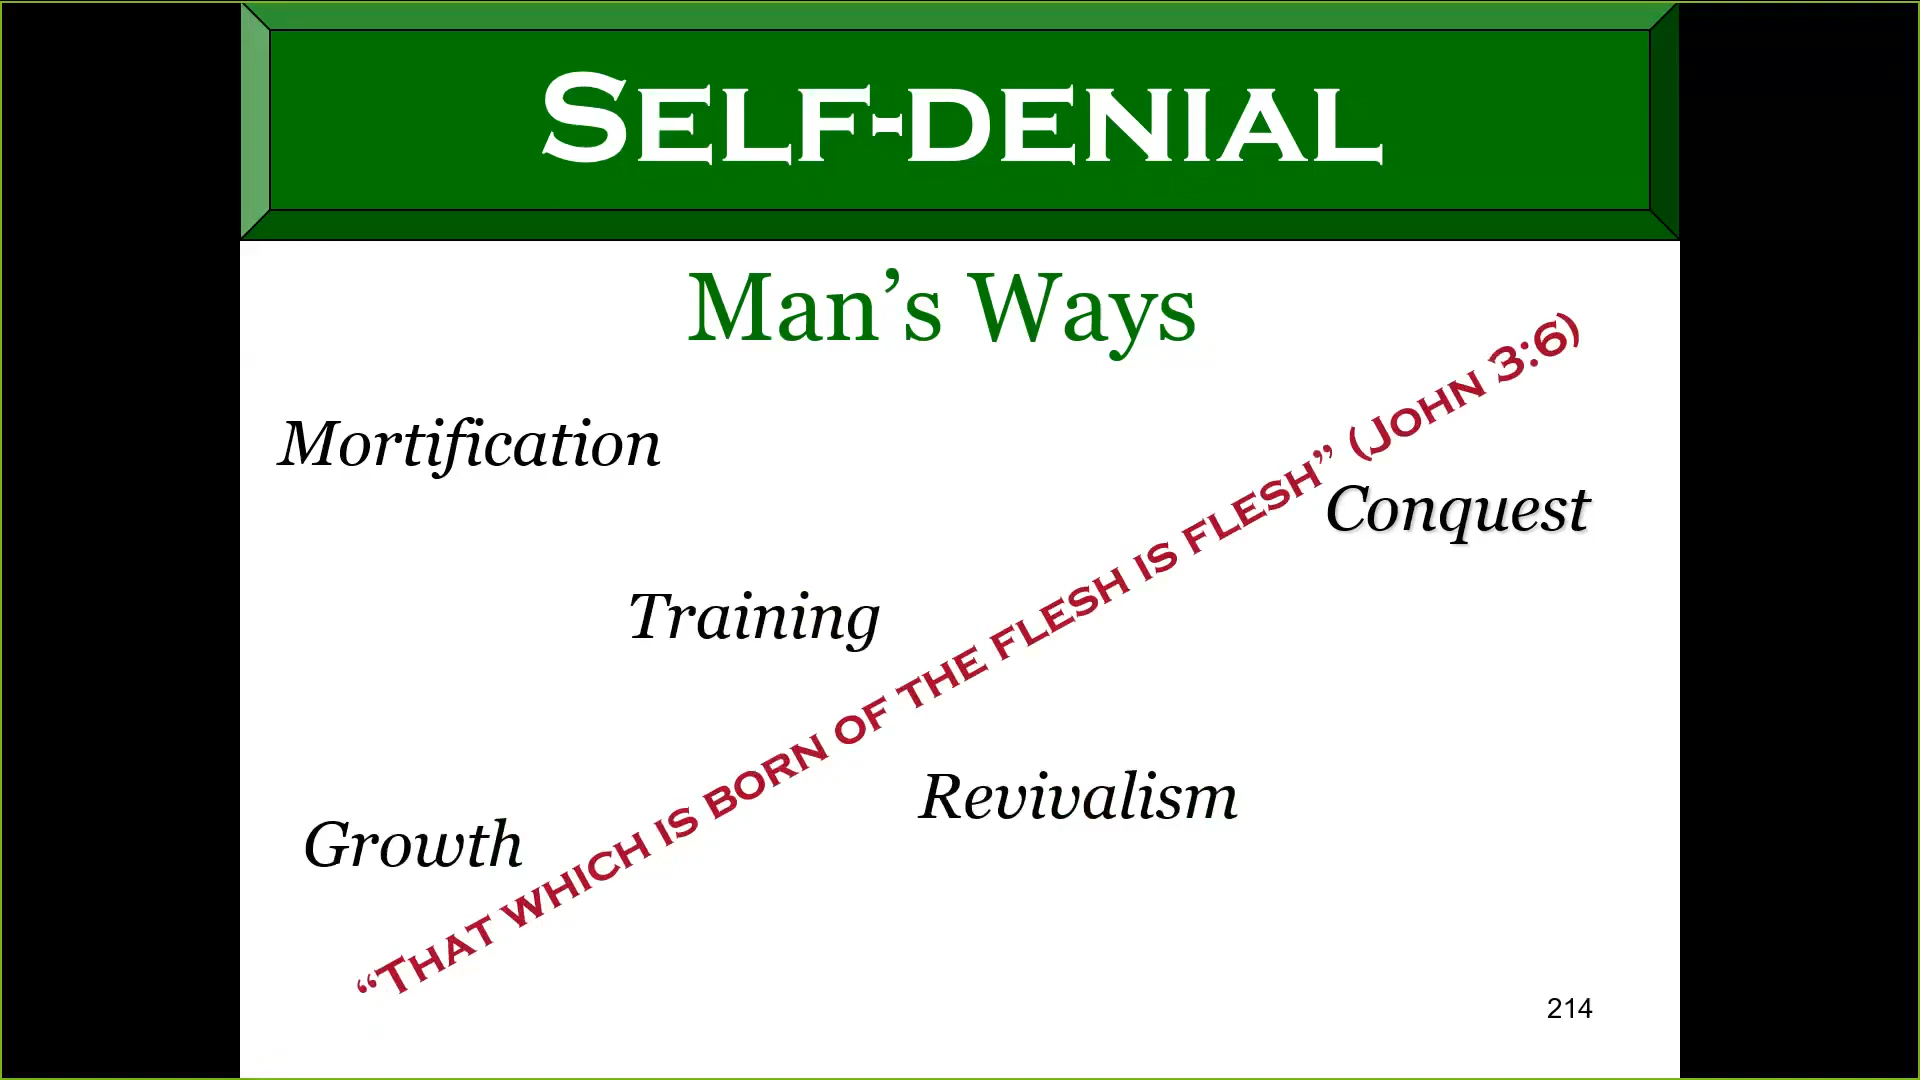 SELF-DENIAL
Man’s Ways
Mortification
Conquest
Training
Revivalism
Growth
“THAT WHICH IS BORN OF THE FLESH IS FLESH” (JOHN 3:6)
214